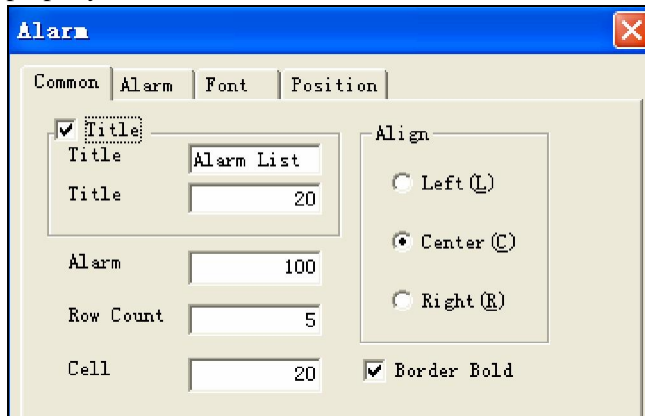 Alarm
Common Alarm Font Position
Title
Title Alarm List
Title 20
Alarm 100
Row Count 5
Cell 20
Align
Left(L)
Center(C)
Right(R)
Border Bold